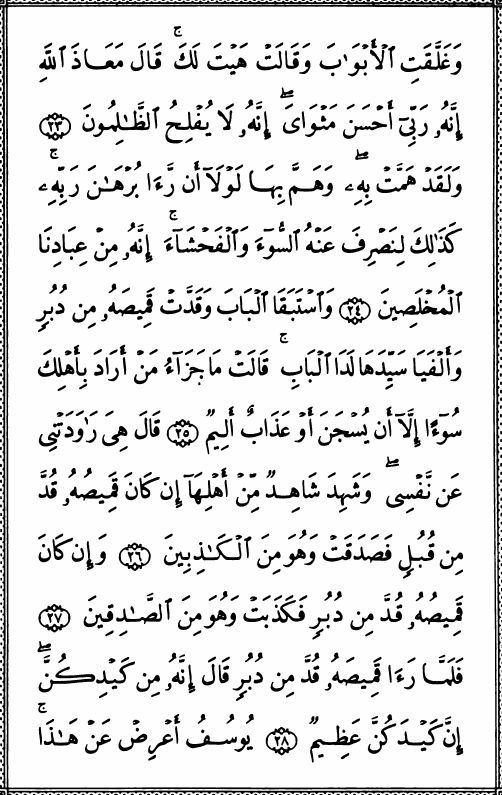 وَغَلَّقَتِ ٱلْأَبْوَٰبَ وَقَالَتْ هَيْتَ لَكَ ۚ قَالَ مَعَاذَ ٱللَّهِ
إِنَّهُۥ رَبِّىٓ أَحْسَنَ مَثْوَاىَ ۖ إِنَّهُۥ لَا يُفْلِحُ ٱلظَّٰلِمُونَ ﴿٢٣﴾
وَلَقَدْ هَمَّتْ بِهِۦ ۖ وَهَمَّ بِهَا لَوْلَآ أَن رَّءَا بُرْهَٰنَ رَبِّهِۦ ۚ
كَذَٰلِكَ لِنَصْرِفَ عَنْهُ ٱلسُّوٓءَ وَٱلْفَحْشَآءَ ۚ إِنَّهُۥ مِنْ عِبَادِنَا
ٱلْمُخْلَصِينَ ﴿٢٤﴾ وَٱسْتَبَقَا ٱلْبَابَ وَقَدَّتْ قَمِيصَهُۥ مِن دُبُرٍ
وَأَلْفَيَا سَيِّدَهَا لَدَا ٱلْبَابِ ۚ قَالَتْ مَا جَزَآءُ مَنْ أَرَادَ بِأَهْلِكَ
سُوٓءًا إِلَّآ أَن يُسْجَنَ أَوْ عَذَابٌ أَلِيمٌ ﴿٢٥﴾ قَالَ هِىَ رَٰوَدَتْنِى
عَن نَّفْسِى ۖ وَشَهِدَ شَاهِدٌ مِّنْ أَهْلِهَآ إِن كَانَ قَمِيصُهُۥ قُدَّ
مِن قُبُلٍ فَصَدَقَتْ وَهُوَ مِنَ ٱلْكَٰذِبِينَ ﴿٢٦﴾ وَإِن كَانَ
قَمِيصُهُۥ قُدَّ مِن دُبُرٍ فَكَذَبَتْ وَهُوَ مِنَ ٱلصَّٰدِقِينَ ﴿٢٧﴾
فَلَمَّا رَءَا قَمِيصَهُۥ قُدَّ مِن دُبُرٍ قَالَ إِنَّهُۥ مِن كَيْدِكُنَّ ۖ
إِنَّ كَيْدَكُنَّ عَظِيمٌ ﴿٢٨﴾ يُوسُفُ أَعْرِضْ عَنْ هَٰذَا ۚ